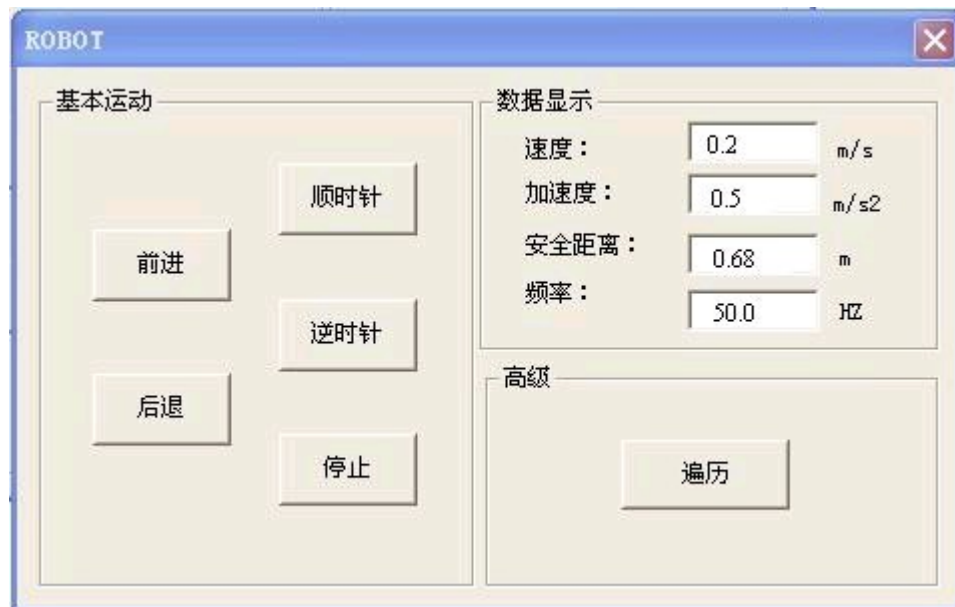 ROBOT
基本运动
顺时针
前进
逆时针
后退
停止
数据显示
速度： 0.2 m/s
加速度： 0.5 m/s2
安全距离： 0.68 m
频率： 50.0 HZ
高级
遍历